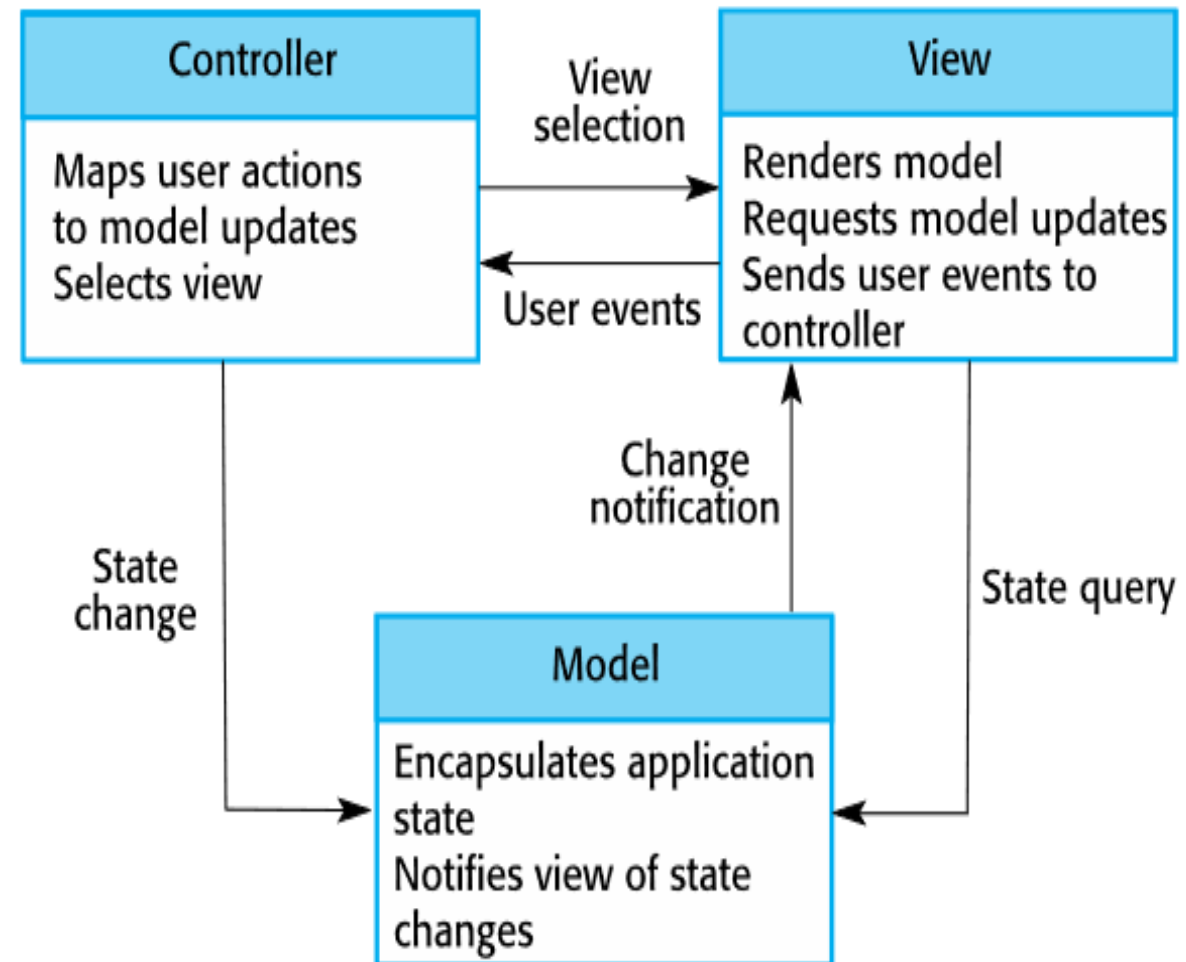 Controller
Maps user actions
to model updates
Selects view
View
selection
User events
View
Renders model
Requests model updates
Sends user events to
controller
State
change
Change
notification
State query
Model
Encapsulates application
state
Notifies view of state
changes